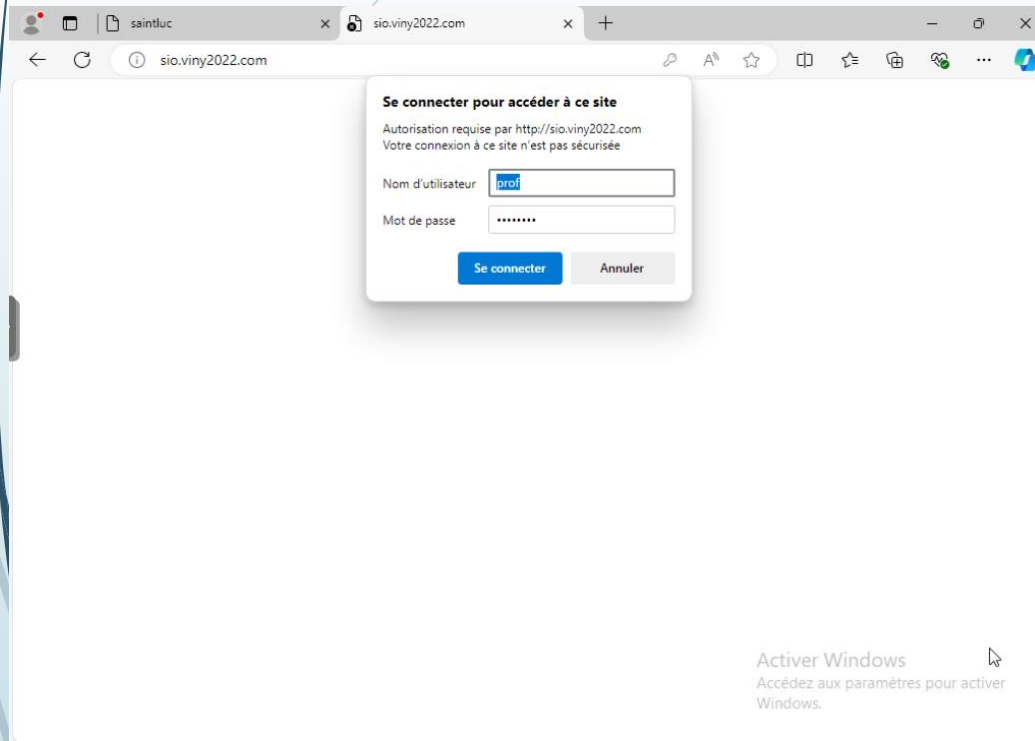 saintluc
sio.viny2022.com
sio.viny2022.com
Se connecter pour accéder à ce site
Autorisation requise par http://sio.viny2022.com
Votre connexion à ce site n'est pas sécurisée
Nom d'utilisateur prof
Mot de passe ••••••••
Se connecter Annuler
Activer Windows
Accédez aux paramètres pour activer
Windows.